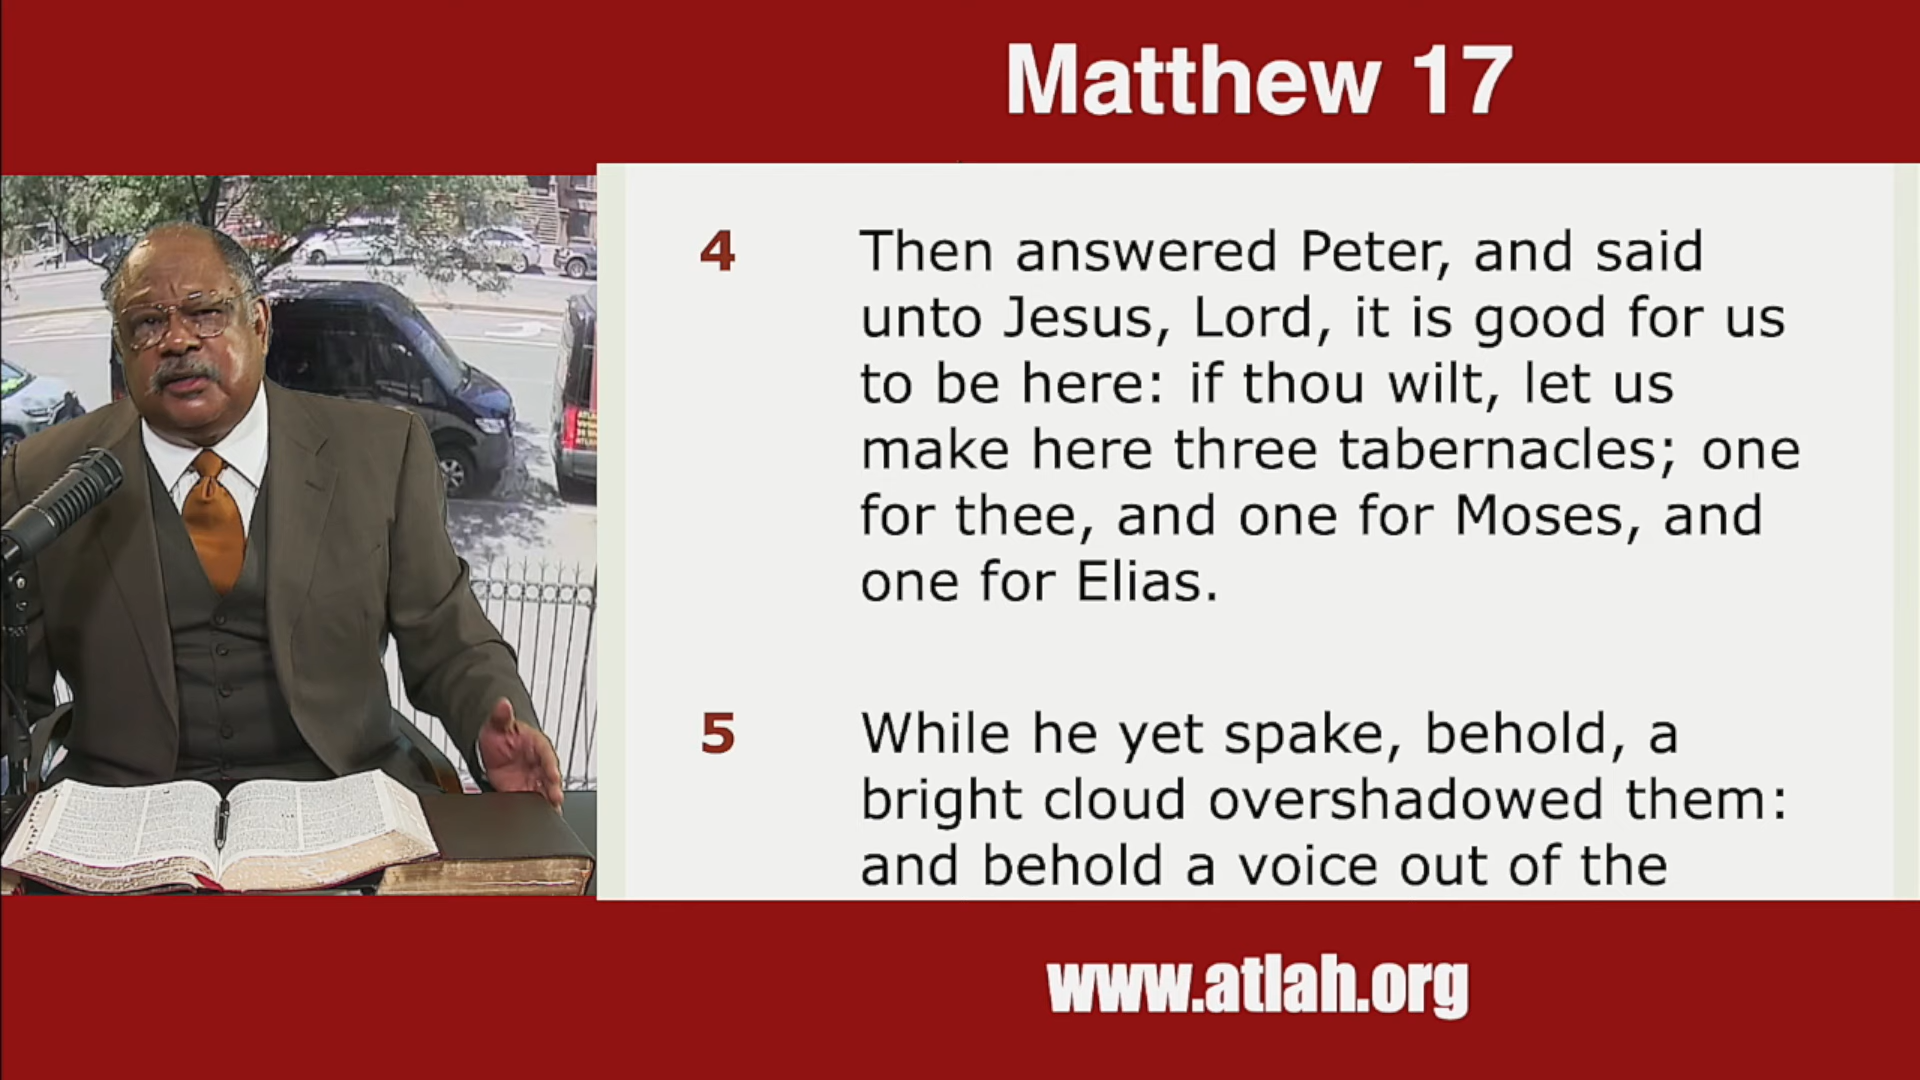 Matthew 17
4 Then answered Peter, and said
unto Jesus, Lord, it is good for us
to be here: if thou wilt, let us
make here three tabernacles; one
for thee, and one for Moses, and
one for Elias.
5 While he yet spake, behold, a
bright cloud overshadowed them:
and behold a voice out of the
www.atlah.org